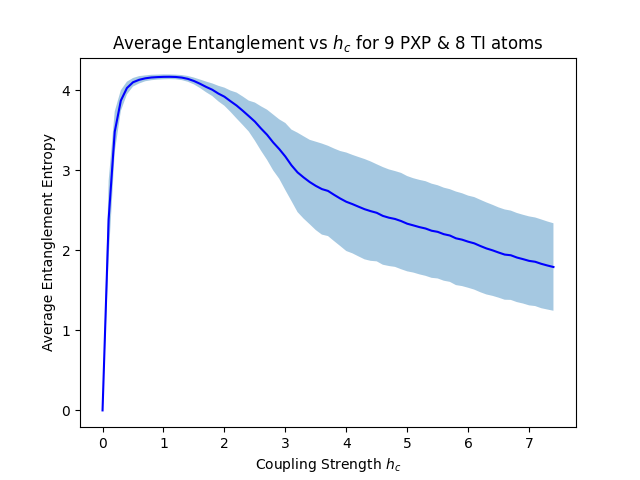 Average Entanglement vs h_c for 9 PXP & 8 TI atoms
Average Entanglement Entropy
4
3
2
1
0
0 1 2 3 4 5 6 7
Coupling Strength h_c